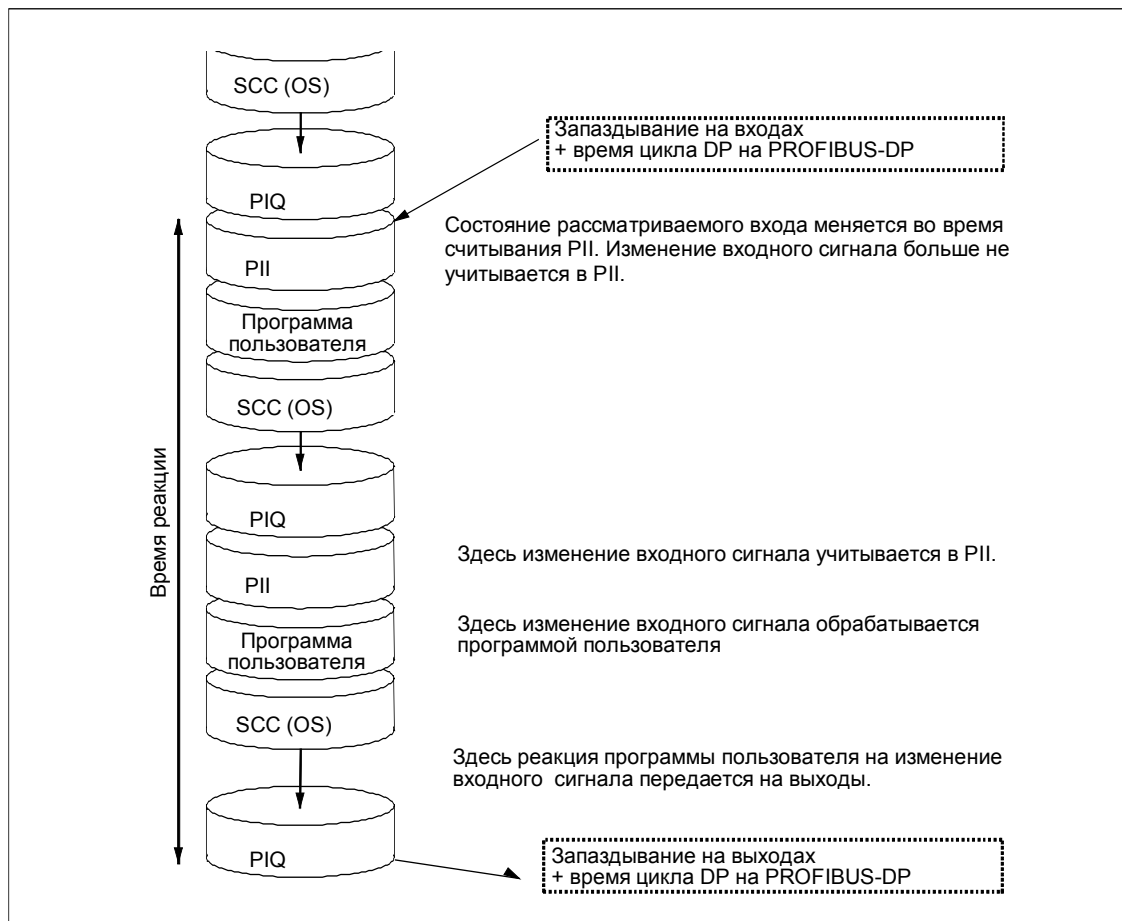 SCC (OS)
Запаздывание на входах
+ время цикла DP на PROFIBUS-DP
PIQ
Состояние рассматриваемого входа меняется во время
считывания PII. Изменение входного сигнала больше не
учитывается в PII.
PII
Программа
пользователя
SCC (OS)
Время реакции
PIQ
Здесь изменение входного сигнала учитывается в PII.
PII
Здесь изменение входного сигнала обрабатывается
программой пользователя
Программа
пользователя
SCC (OS)
Здесь реакция программы пользователя на изменение
входного сигнала передается на выходы.
PIQ
Запаздывание на выходах
+ время цикла DP на PROFIBUS-DP